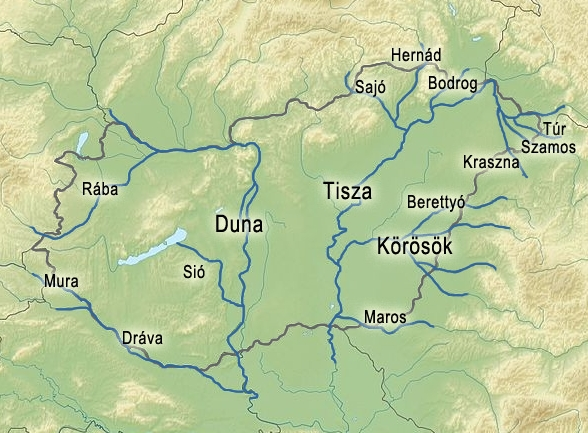 Hernád
Sajó
Bodrog
Túr
Szamos
Kraszna
Rába
Tisza
Berettyó
Duna
Körösök
Sió
Mura
Maros
Dráva